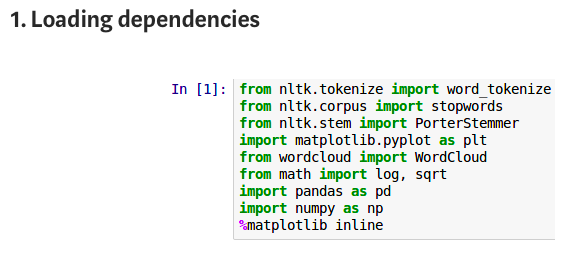 1. Loading dependencies
In [1]: from nltk.tokenize import word_tokenize
from nltk.corpus import stopwords
from nltk.stem import PorterStemmer
import matplotlib.pyplot as plt
from wordcloud import WordCloud
from math import log, sqrt
import pandas as pd
import numpy as np
%matplotlib inline